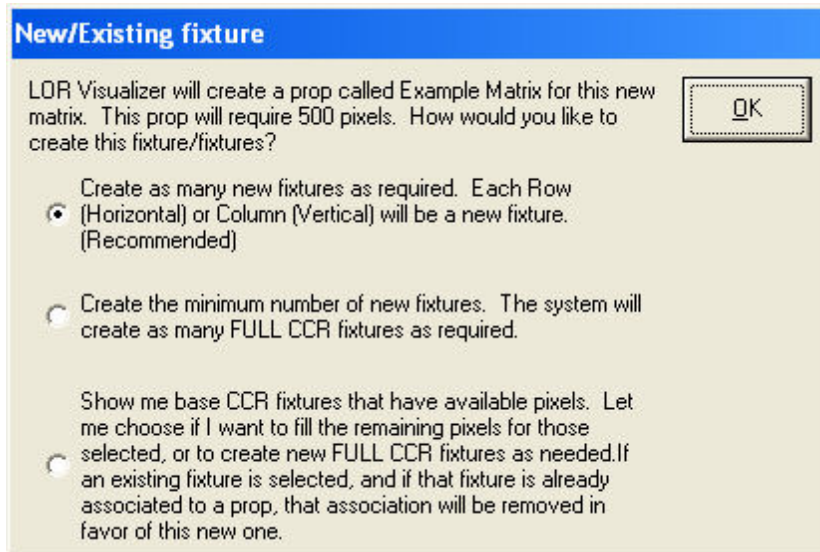 New/Existing fixture
LOR Visualizer will create a prop called Example Matrix for this new
matrix. This prop will require 500 pixels. How would you like to
create this fixture/fixtures?
OK
Create as many new fixtures as required. Each Row
(Horizontal) or Column (Vertical) will be a new fixture.
(Recommended)
Create the minimum number of new fixtures. The system will
create as many FULL CCR fixtures as required.
Show me base CCR fixtures that have available pixels. Let
me choose if I want to fill the remaining pixels for those
selected, or to create new FULL CCR fixtures as needed.If
an existing fixture is selected, and if that fixture is already
associated to a prop, that association will be removed in
favor of this new one.